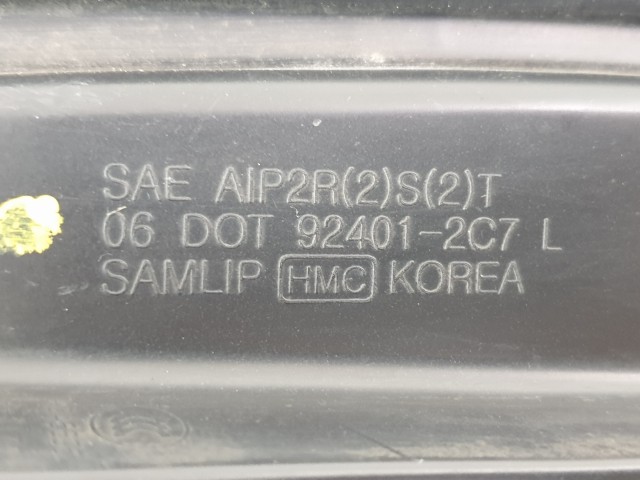 SAE AIP2R(2)S(2)T
06 DOT 92401-2C7 L
SAMLIP HMC KOREA